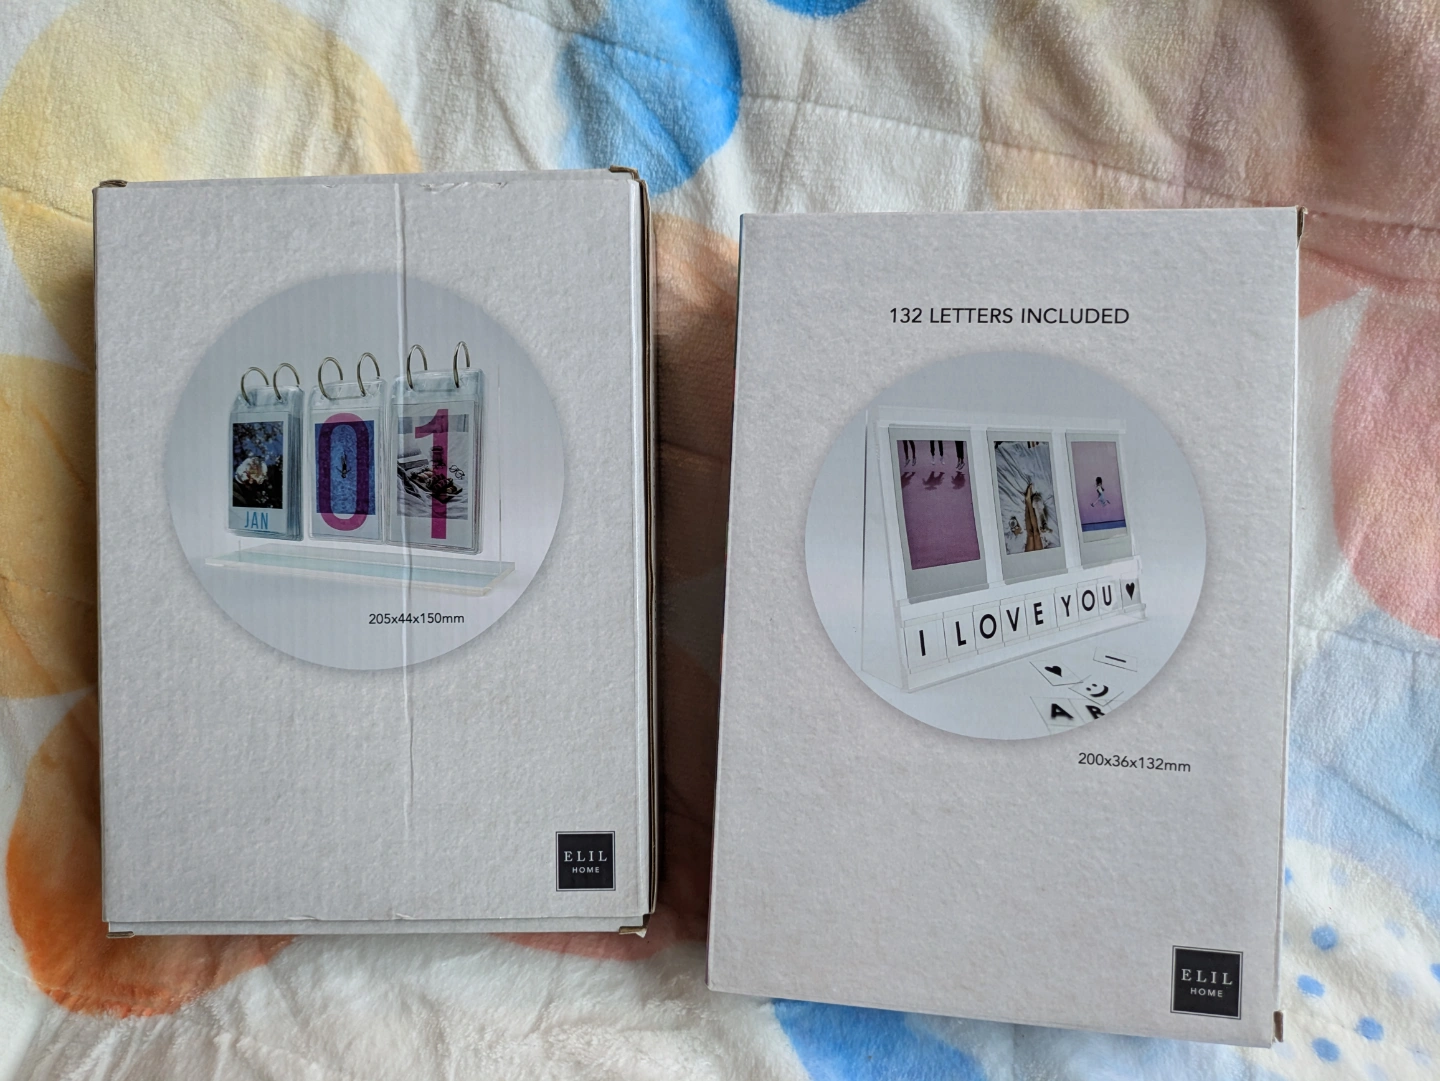 JAN
01
205x44x150mm
ELIL
HOME
132 LETTERS INCLUDED
I LOVE YOU♥
A R
200x36x132mm
ELIL
HOME